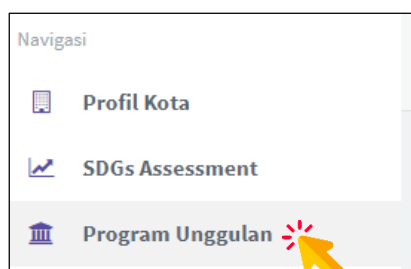 Navigasi
Profil Kota
SDGs Assessment
Program Unggulan